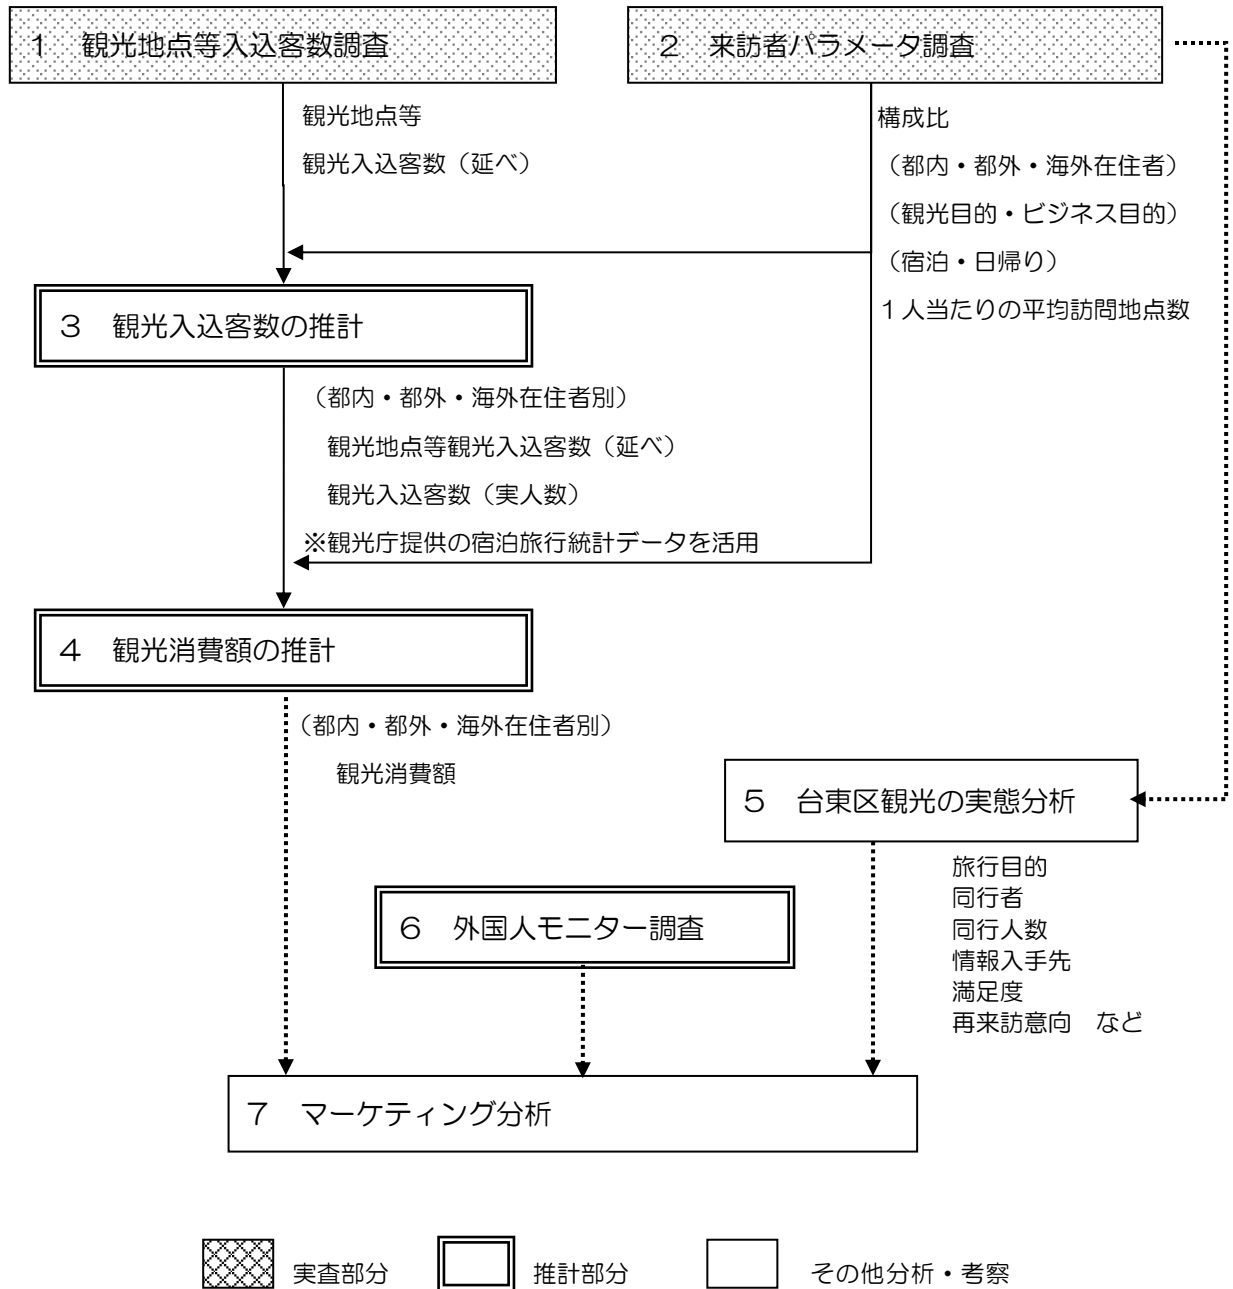 １　観光地点等入込客数調査
２　来訪者パラメータ調査
観光地点等
観光入込客数（延べ）
構成比
（都内・都外・海外在住者）
（観光目的・ビジネス目的）
（宿泊・日帰り）
１人当たりの平均訪問地点数
３　観光入込客数の推計
（都内・都外・海外在住者別）
観光地点等観光入込客数（延べ）
観光入込客数（実人数）
※観光庁提供の宿泊旅行統計データを活用
４　観光消費額の推計
（都内・都外・海外在住者別）
観光消費額
５　台東区観光の実態分析
旅行目的
同行者
同行人数
情報入手先
満足度
再来訪意向　など
６　外国人モニター調査
７　マーケティング分析
実査部分
推計部分
その他分析・考察